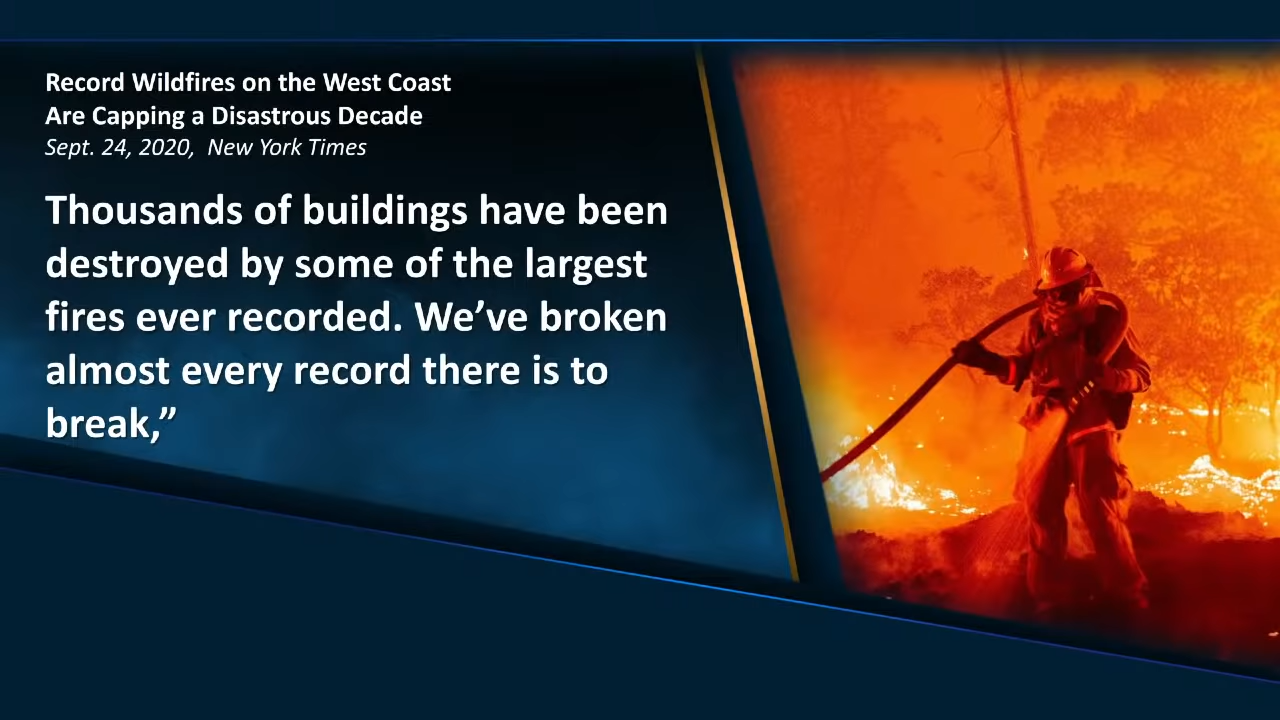 Record Wildfires on the West Coast
Are Capping a Disastrous Decade
Sept. 24, 2020,  New York Times
Thousands of buildings have been
destroyed by some of the largest
fires ever recorded. We’ve broken
almost every record there is to
break,”